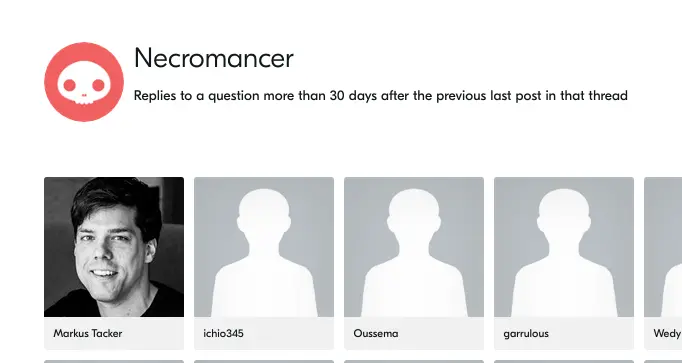 Necromancer
Replies to a question more than 30 days after the previous last post in that thread
Markus Tacker
ichio345
Oussema
garrulous
Wedy